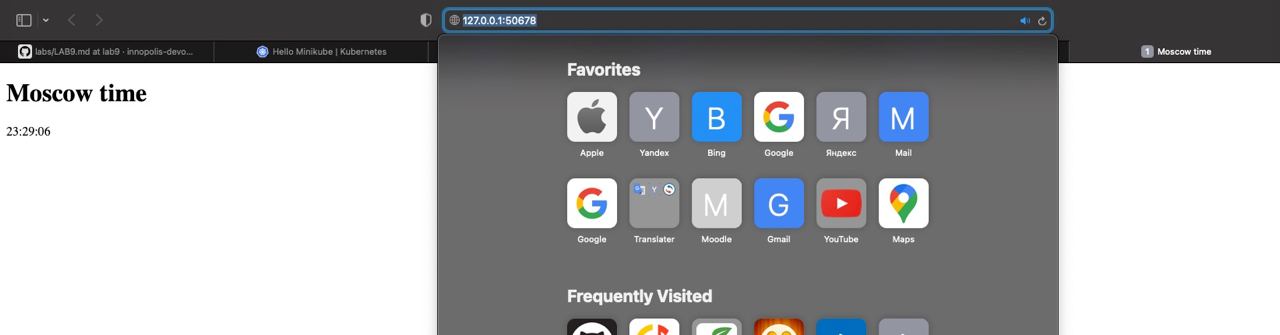 127.0.0.1:50678
labs/LAB9.md at lab9 · innopolis-devo...
Hello Minikube | Kubernetes
1 Moscow time
Moscow time
23:29:06
Favorites
Y B Я M
Apple Yandex Bing Google Яндекс Mail
M G
Google Translater Moodle Gmail YouTube Maps
Frequently Visited